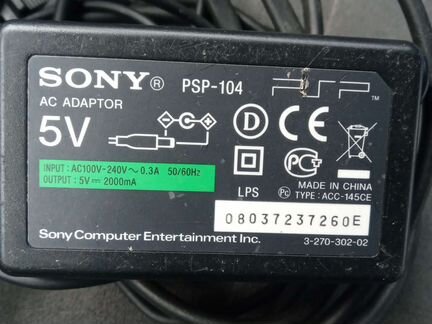 SONY® PSP-104 PSP™
AC ADAPTOR
5V
INPUT: AC100V-240V～0.3A 50/60Hz
OUTPUT: 5V⎓2000mA
LPS
MADE IN CHINA
TYPE: ACC-145CE
08037237260E
Sony Computer Entertainment Inc.
3-270-302-02